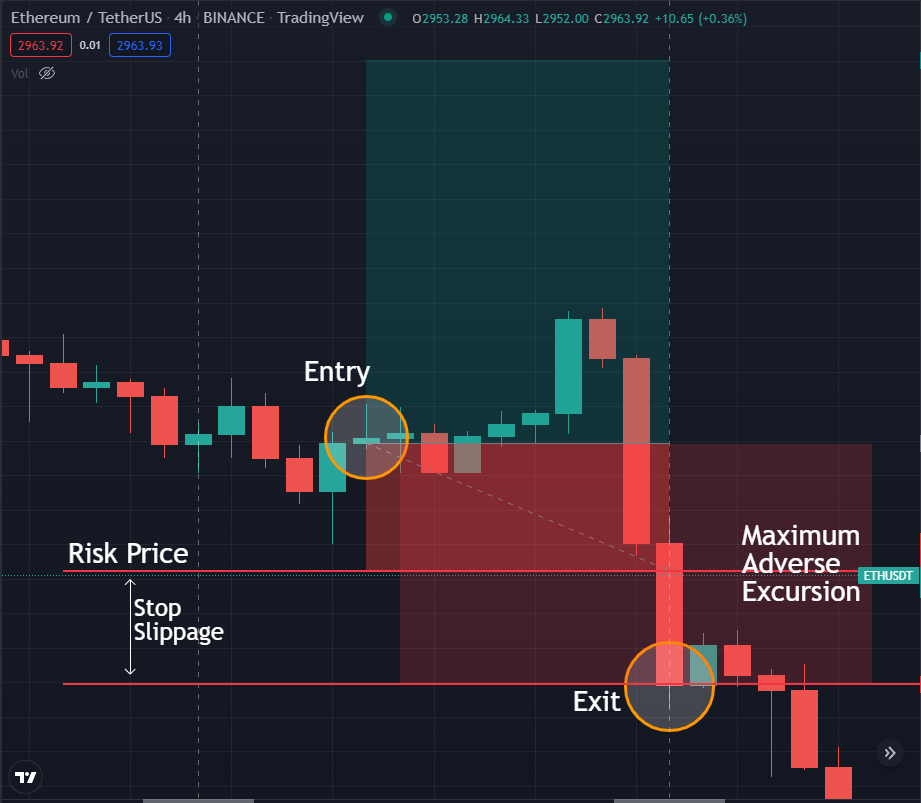 Ethereum / TetherUS · 4h · BINANCE · TradingView O2953.28 H2964.33 L2952.00 C2963.92 +10.65 (+0.36%)
2963.92 0.01 2963.93
Vol
Entry
Risk Price
Maximum
Adverse
Excursion
ETHUSDT
Stop
Slippage
Exit